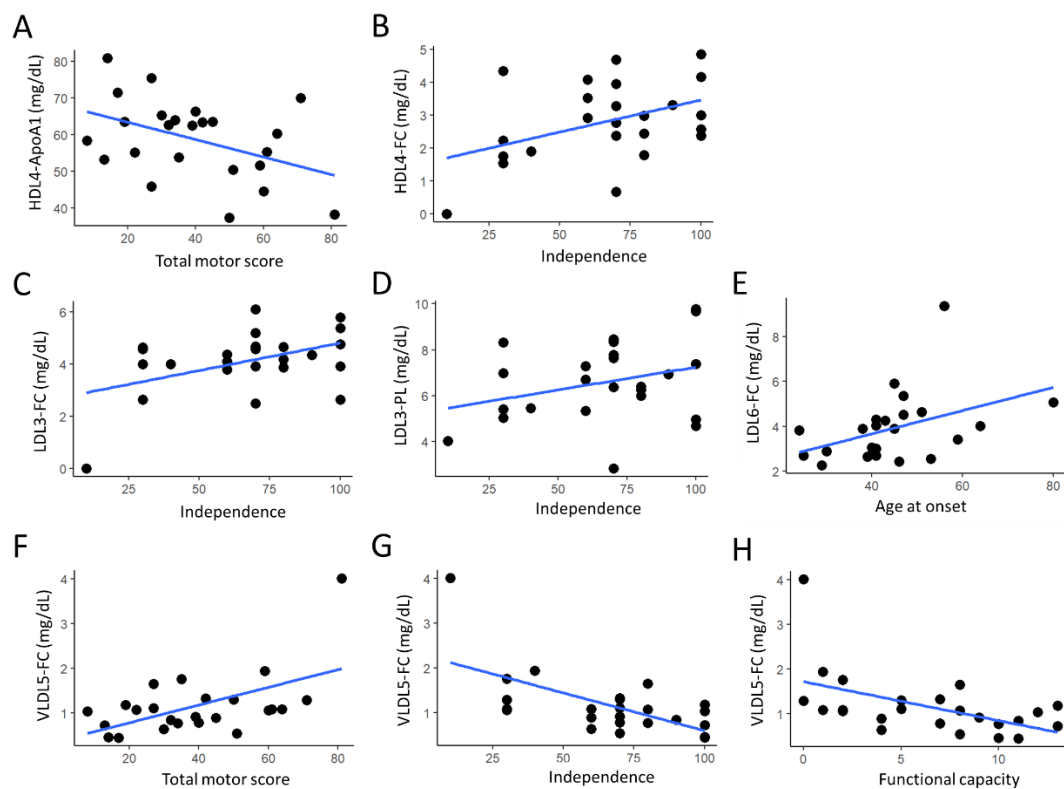 A
HDL4-ApoA1 (mg/dL)
80
70
60
50
40
20
40
60
80
Total motor score
B
HDL4-FC (mg/dL)
5
4
3
2
1
0
25
50
75
100
Independence
C
LDL3-FC (mg/dL)
6
4
2
0
25
50
75
100
Independence
D
LDL3-PL (mg/dL)
10
8
6
4
25
50
75
100
Independence
E
LDL6-FC (mg/dL)
8
6
4
2
40
60
80
Age at onset
F
VLDL5-FC (mg/dL)
4
3
2
1
20
40
60
80
Total motor score
G
VLDL5-FC (mg/dL)
4
3
2
1
25
50
75
100
Independence
H
VLDL5-FC (mg/dL)
4
3
2
1
0
5
10
Functional capacity